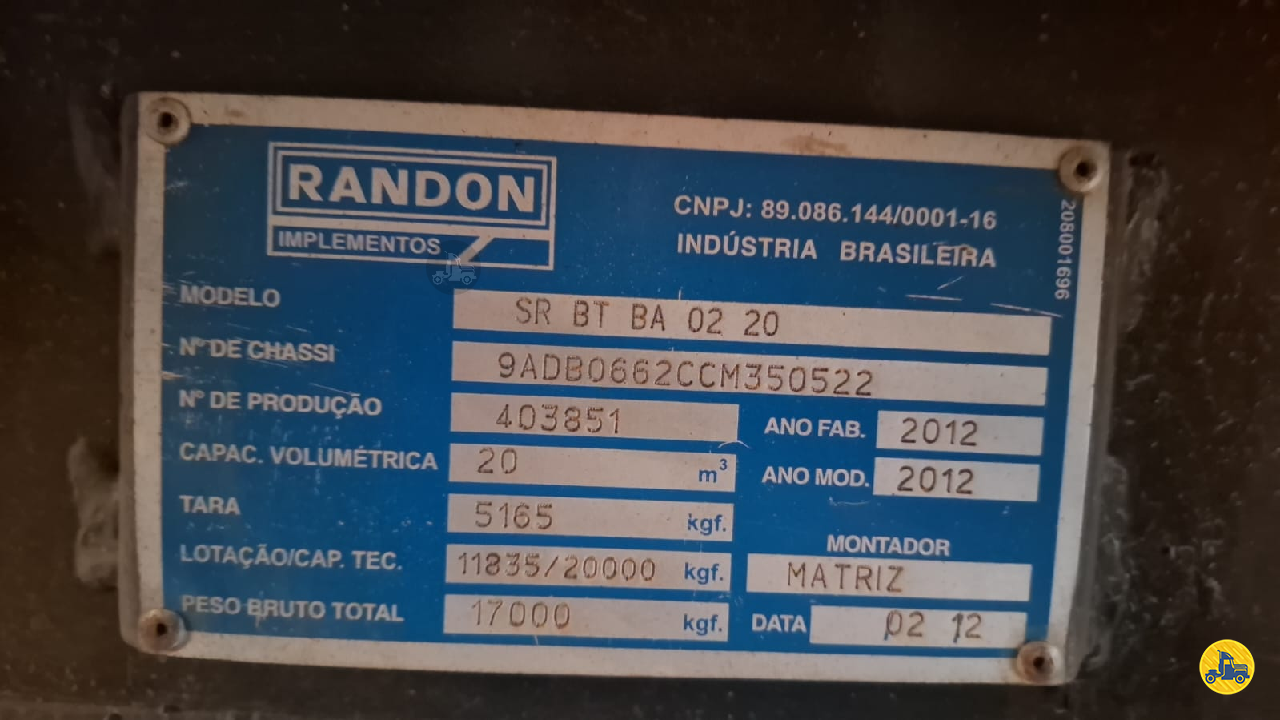 RANDON
IMPLEMENTOS
CNPJ: 89.086.144/0001-16
INDÚSTRIA BRASILEIRA
208001696
MODELO SR BT BA 02 20
Nº DE CHASSI 9ADB0662CCM350522
Nº DE PRODUÇÃO 403851 ANO FAB. 2012
CAPAC. VOLUMÉTRICA 20 m³ ANO MOD. 2012
TARA 5165 kgf.
LOTAÇÃO/CAP. TEC. 11835/20000 kgf. MONTADOR MATRIZ
PESO BRUTO TOTAL 17000 kgf. DATA 02 12